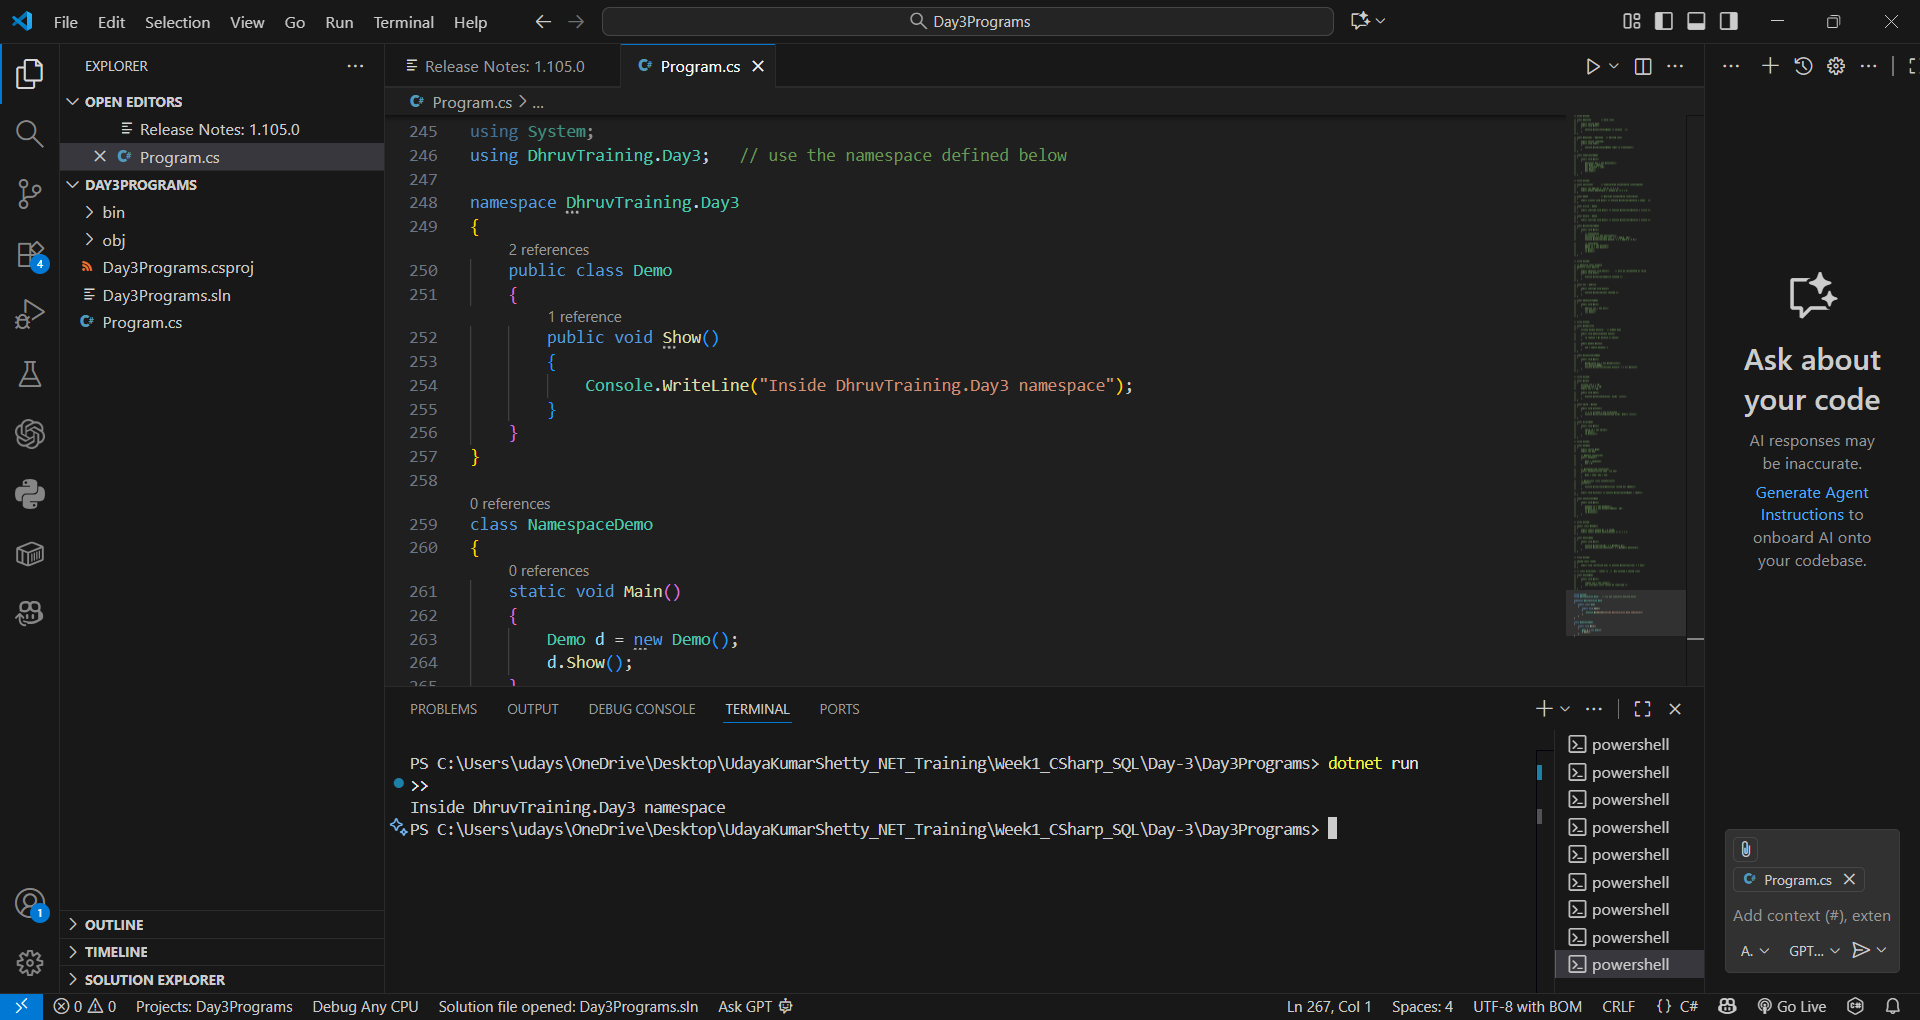 File Edit Selection View Go Run Terminal Help
Day3Programs
EXPLORER
OPEN EDITORS
Release Notes: 1.105.0
Program.cs
DAY3PROGRAMS
bin
obj
Day3Programs.csproj
Day3Programs.sln
Program.cs
OUTLINE
TIMELINE
SOLUTION EXPLORER
4
1
Release Notes: 1.105.0
Program.cs
Program.cs > ...
245 using System;
246 using DhruvTraining.Day3; // use the namespace defined below
247
248 namespace DhruvTraining.Day3
249 {
2 references
250 public class Demo
251 {
1 reference
252 public void Show()
253 {
254 Console.WriteLine("Inside DhruvTraining.Day3 namespace");
255 }
256 }
257 }
258
0 references
259 class NamespaceDemo
260 {
0 references
261 static void Main()
262 {
263 Demo d = new Demo();
264 d.Show();
265 }
PROBLEMS OUTPUT DEBUG CONSOLE TERMINAL PORTS
PS C:\Users\udays\OneDrive\Desktop\UdayaKumarShetty_NET_Training\Week1_CSharp_SQL\Day-3\Day3Programs> dotnet run
>>
Inside DhruvTraining.Day3 namespace
PS C:\Users\udays\OneDrive\Desktop\UdayaKumarShetty_NET_Training\Week1_CSharp_SQL\Day-3\Day3Programs>
powershell
powershell
powershell
powershell
powershell
powershell
powershell
powershell
powershell
Ask about
your code
AI responses may
be inaccurate.
Generate Agent
Instructions to
onboard AI onto
your codebase.
Program.cs
Add context (#), exten
A. GPT...
0 0 Projects: Day3Programs Debug Any CPU Solution file opened: Day3Programs.sln Ask GPT Ln 267, Col 1 Spaces: 4 UTF-8 with BOM CRLF {} C# Go Live